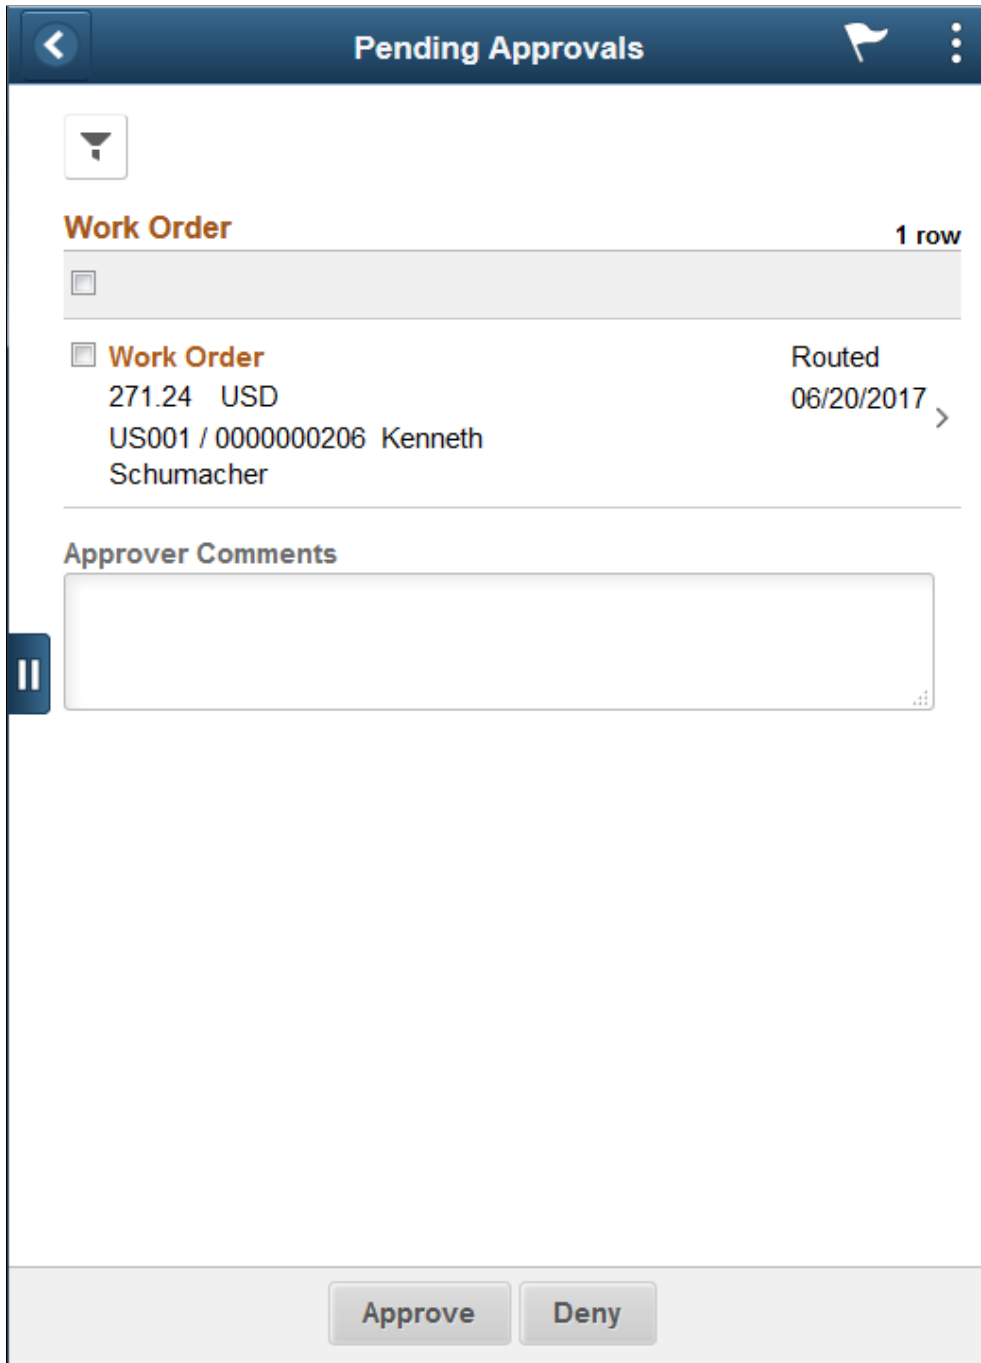 Pending Approvals
Work Order
1 row
Work Order
Routed
271.24 USD
06/20/2017
US001 / 0000000206 Kenneth
Schumacher
Approver Comments
Approve
Deny